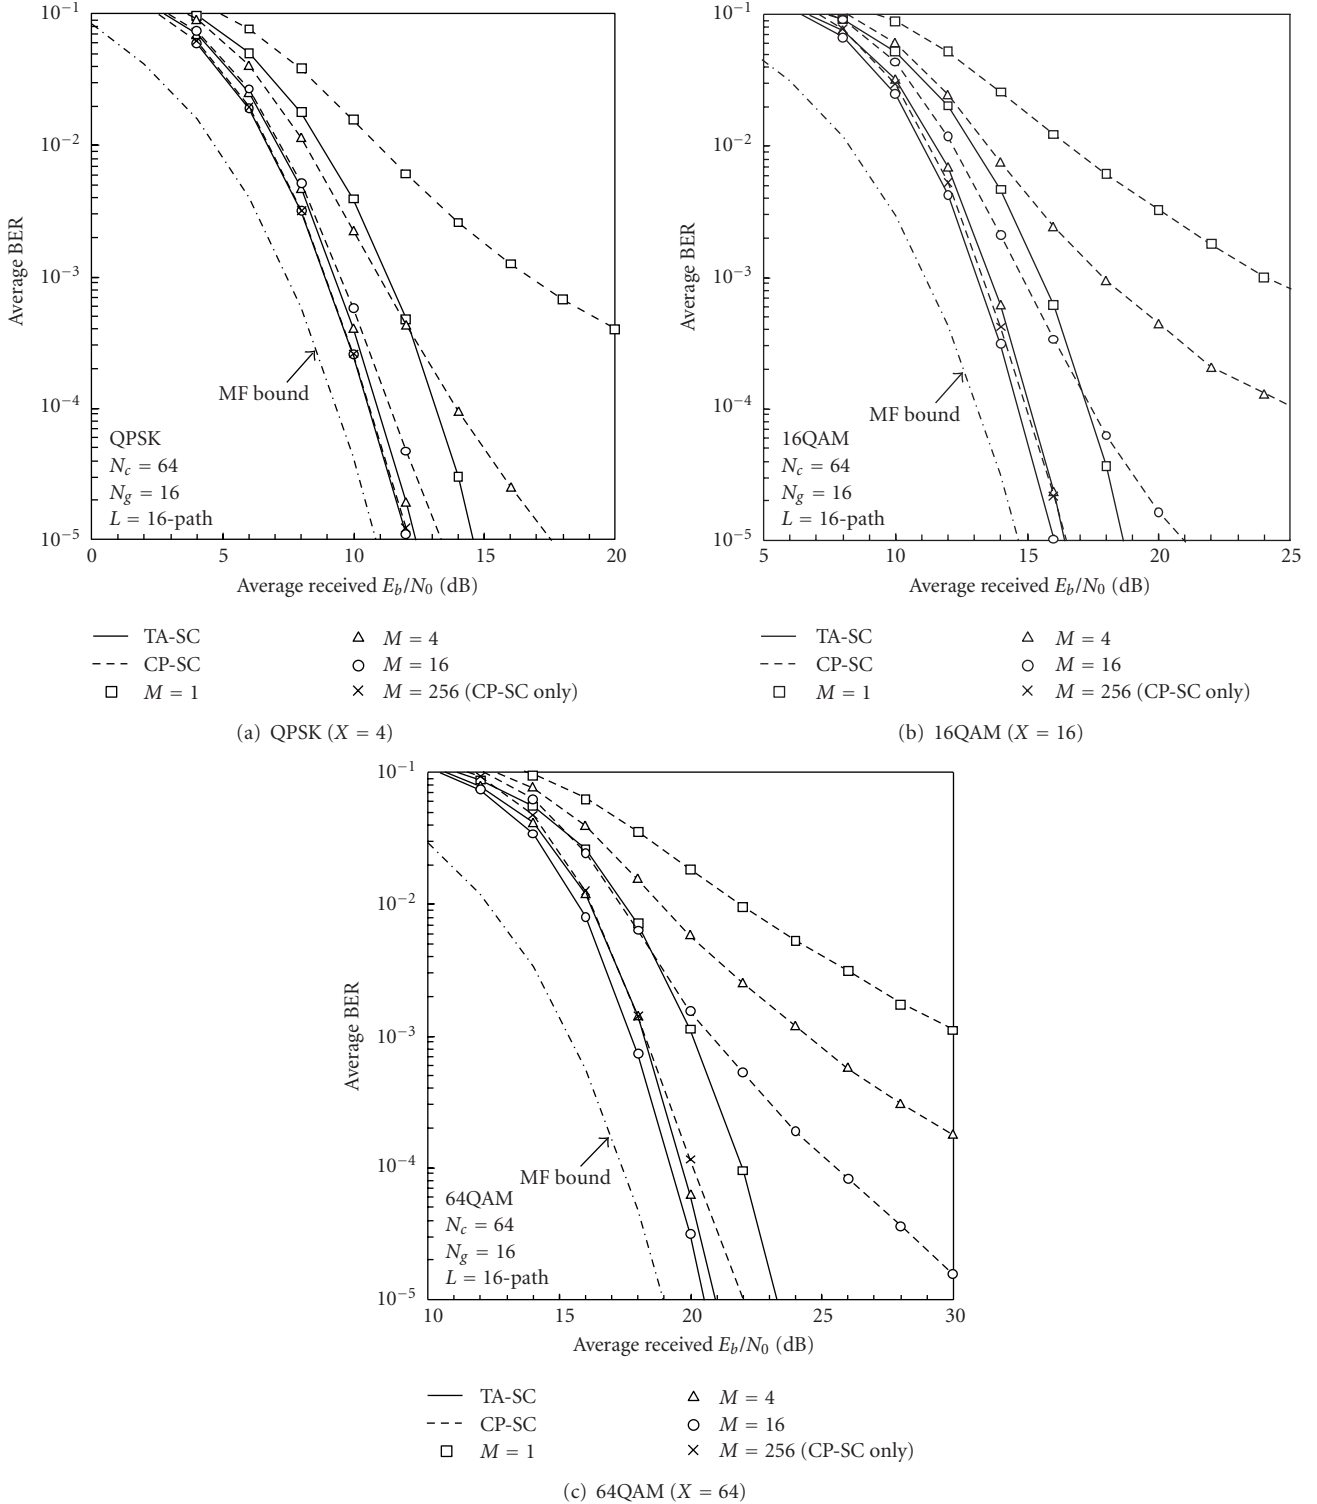 10⁻¹
10⁻²
10⁻³
10⁻⁴
10⁻⁵
Average BER
0 5 10 15 20
Average received E_b/N_0 (dB)
MF bound
QPSK
N_c = 64
N_g = 16
L = 16-path
TA-SC
CP-SC
M = 1
M = 4
M = 16
M = 256 (CP-SC only)
(a) QPSK (X = 4)
10⁻¹
10⁻²
10⁻³
10⁻⁴
10⁻⁵
Average BER
5 10 15 20 25
Average received E_b/N_0 (dB)
MF bound
16QAM
N_c = 64
N_g = 16
L = 16-path
TA-SC
CP-SC
M = 1
M = 4
M = 16
M = 256 (CP-SC only)
(b) 16QAM (X = 16)
10⁻¹
10⁻²
10⁻³
10⁻⁴
10⁻⁵
Average BER
10 15 20 25 30
Average received E_b/N_0 (dB)
MF bound
64QAM
N_c = 64
N_g = 16
L = 16-path
TA-SC
CP-SC
M = 1
M = 4
M = 16
M = 256 (CP-SC only)
(c) 64QAM (X = 64)